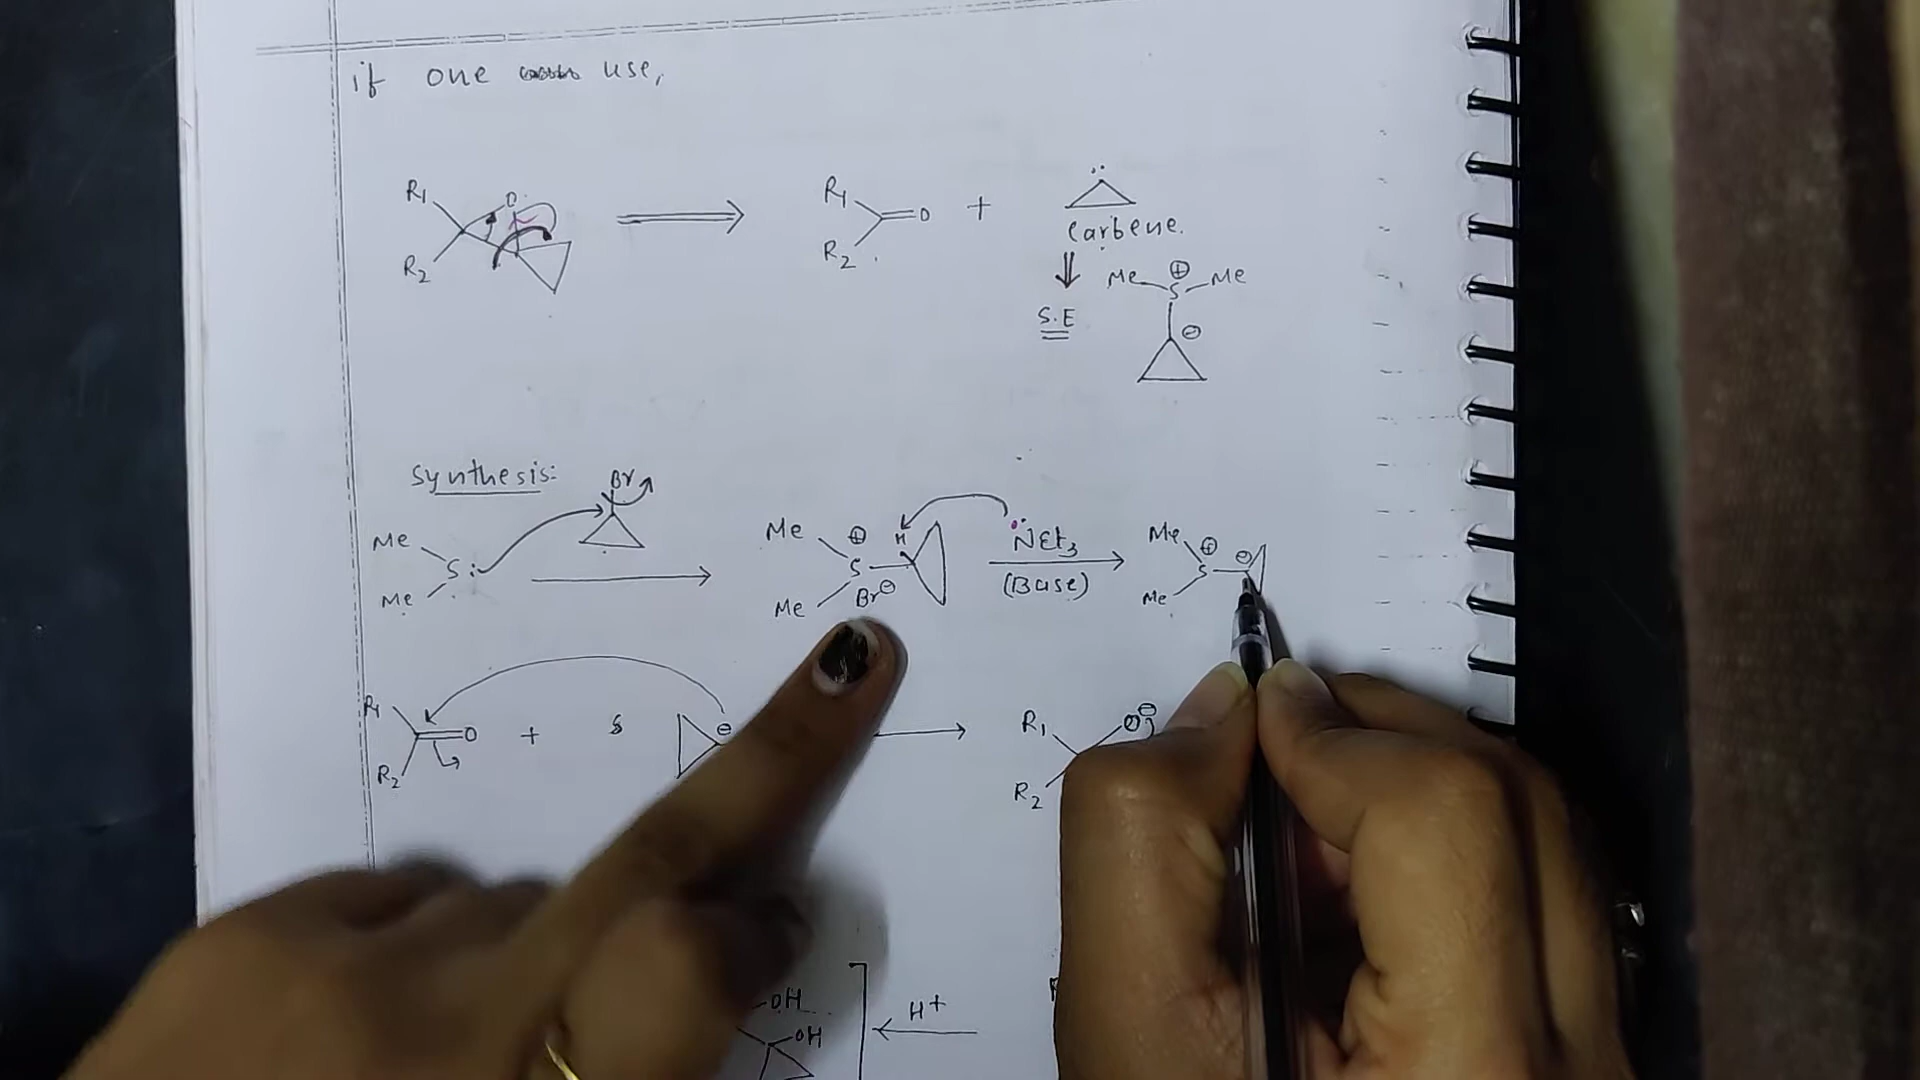 if one use,
R1 O R2 ⟹ R1 R2 =O + carbene.
⇓ S.E Me S⊕ Me ⊖
synthesis:
Me Me S: Br → Me Me S⊕ Br⊖ H N̈Et3 (Base) → Me Me S⊕ ⊖
R1 R2 =O + S ⊖ → R1 R2 O⊖
OH OH ] ← H+